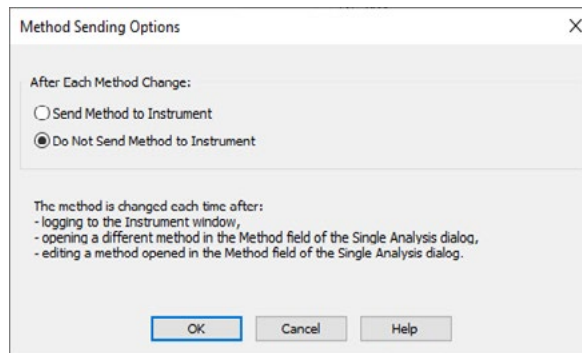 Method Sending Options
After Each Method Change:
Send Method to Instrument
Do Not Send Method to Instrument
The method is changed each time after:
- logging to the Instrument window,
- opening a different method in the Method field of the Single Analysis dialog,
- editing a method opened in the Method field of the Single Analysis dialog.
OK Cancel Help